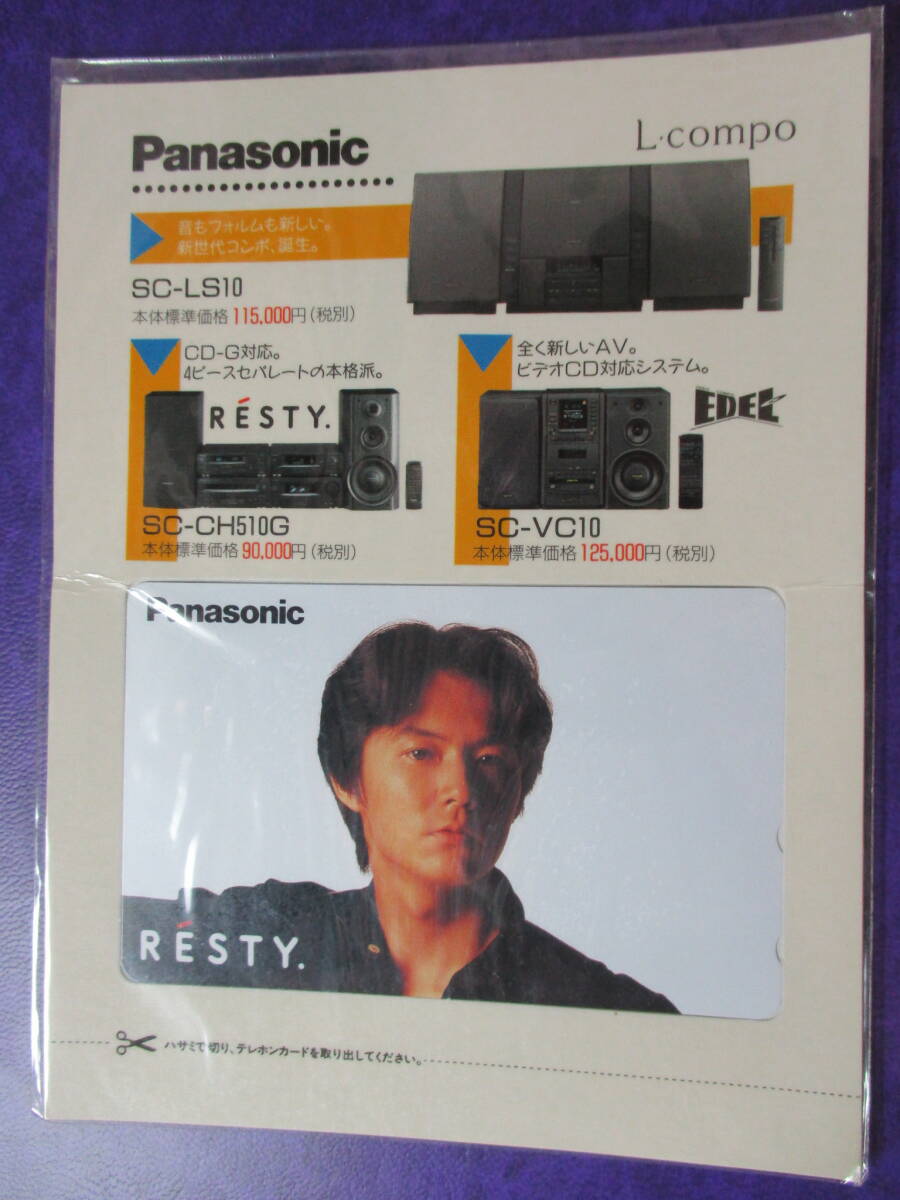 Panasonic
L·compo
音もフォルムも新しい。
新世代コンポ、誕生。
SC-LS10
本体標準価格 115,000円(税別)
CD-G対応。
4ピースセパレートの本格派。
RÉSTY.
SC-CH510G
本体標準価格 90,000円(税別)
全く新しいAV。
ビデオCD対応システム。
EDEL
SC-VC10
本体標準価格 125,000円(税別)
Panasonic
RÉSTY.
ハサミで切り、テレホンカードを取り出してください。